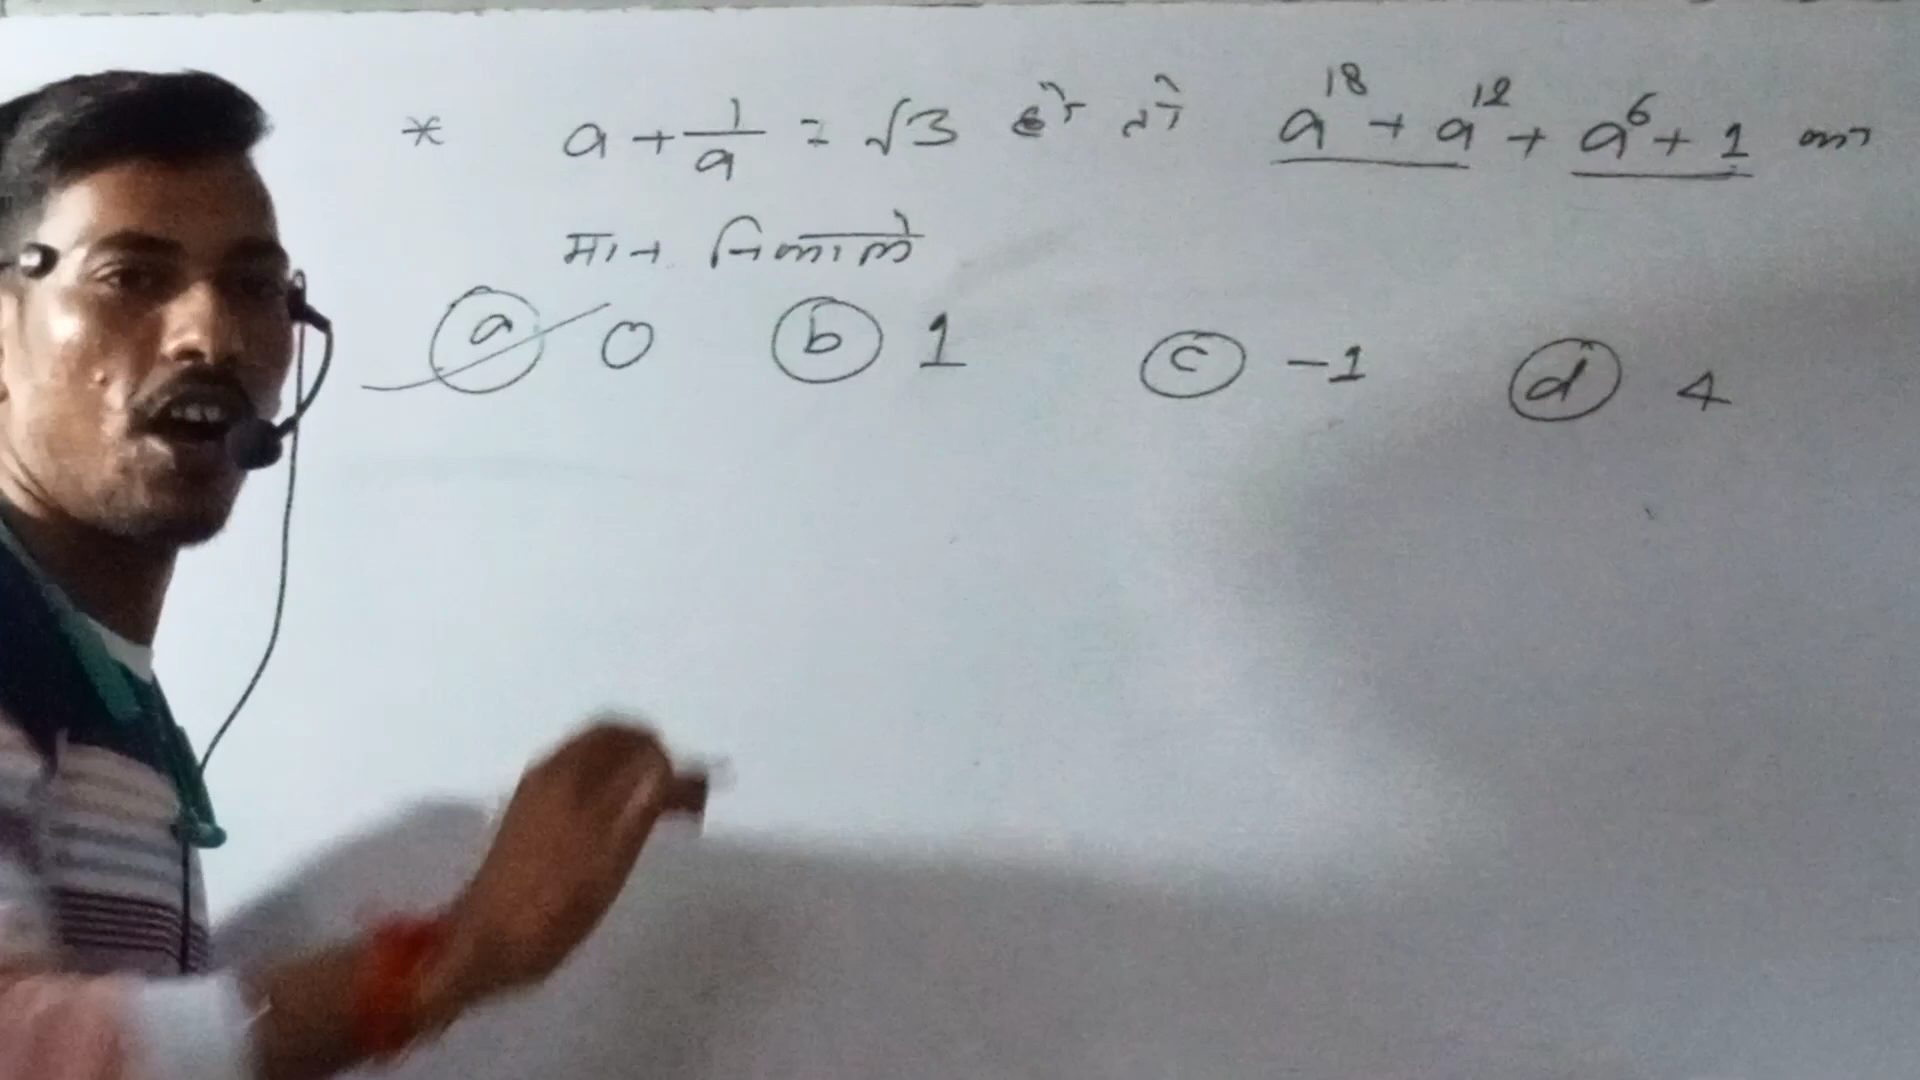 * a + 1/a = √3 हो तो a¹⁸ + a¹² + a⁶ + 1 का
मान निकाले
ⓐ 0 ⓑ 1 ⓒ -1 ⓓ 4